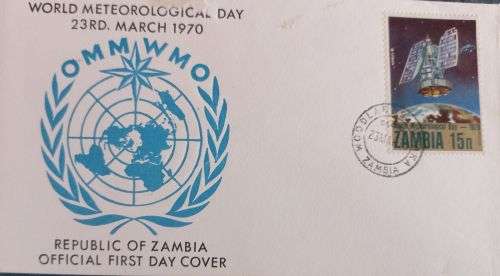 WORLD METEOROLOGICAL DAY
23RD. MARCH 1970
OMM WMO
REPUBLIC OF ZAMBIA
OFFICIAL FIRST DAY COVER
ZAMBIA 15n
ZAMBIA